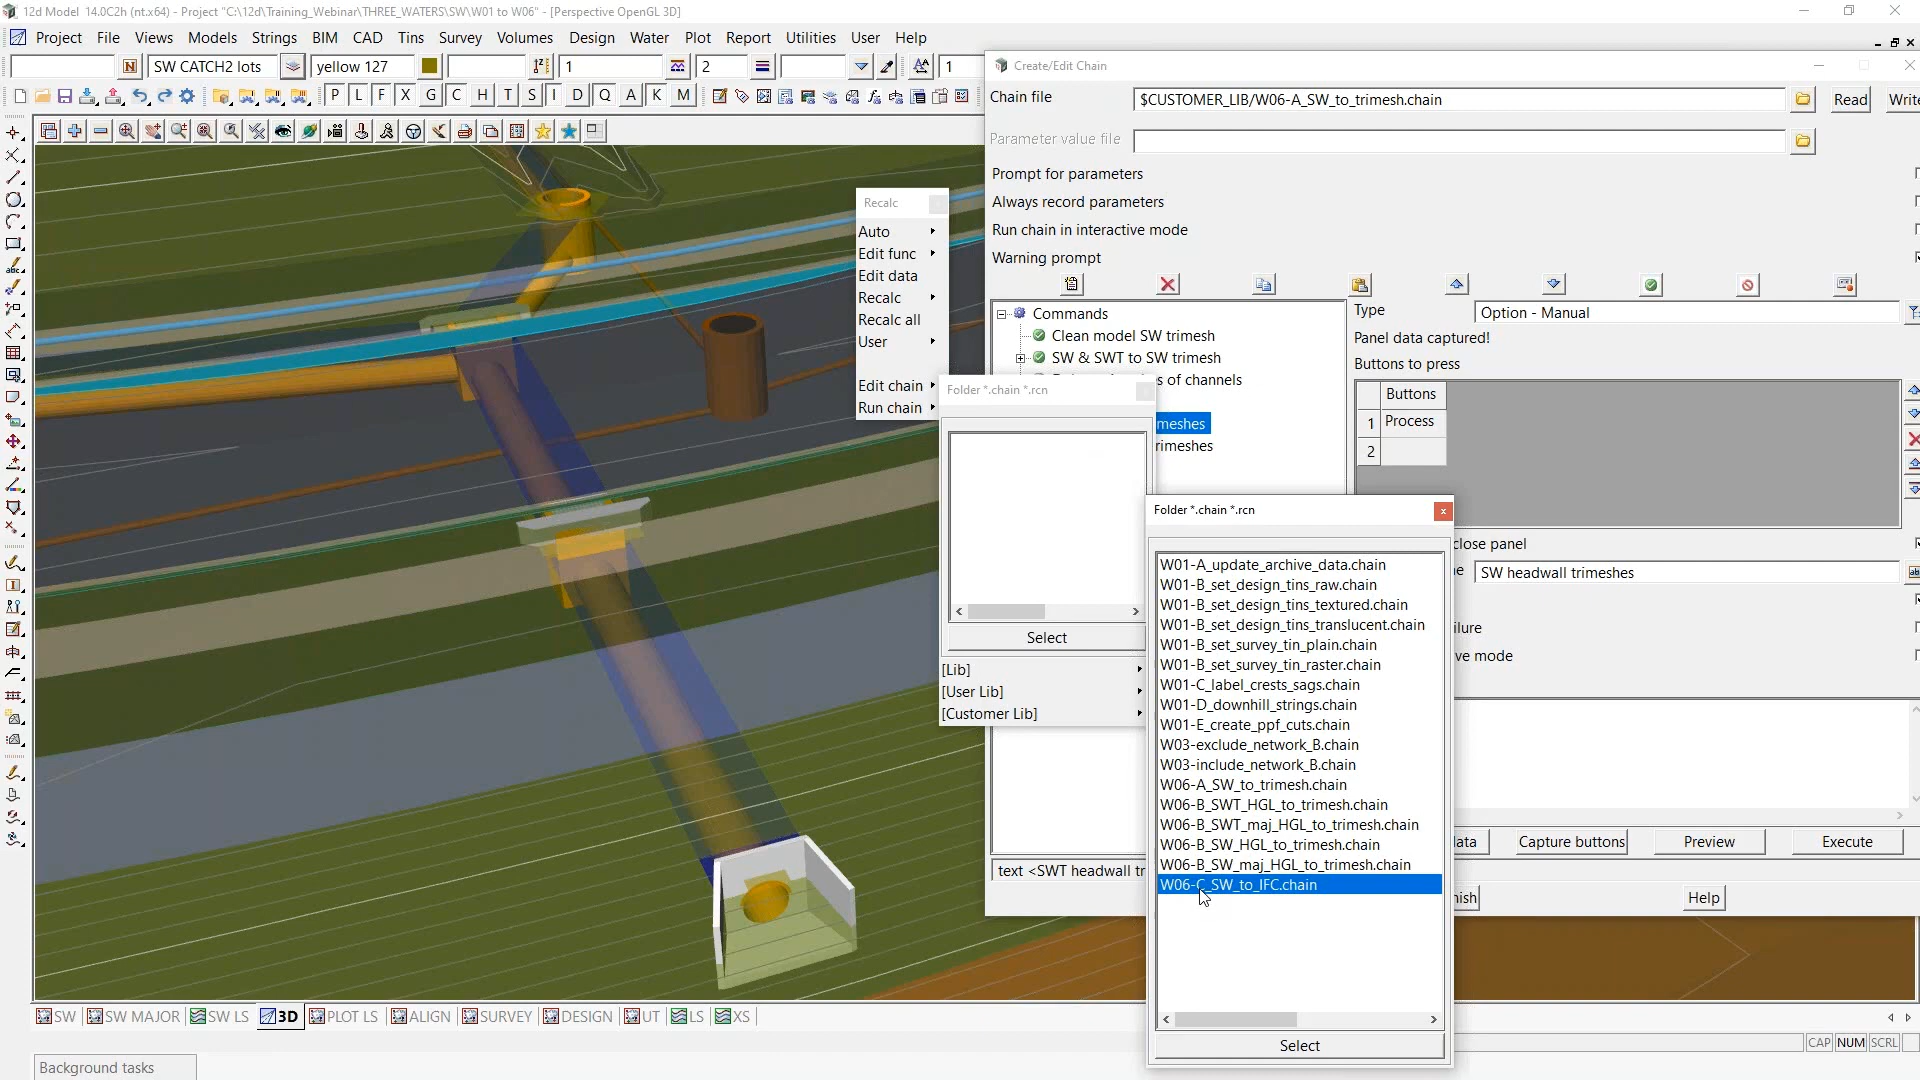 12d Model 14.0C2h (nt.x64) - Project "C:\12d\Training_Webinar\THREE_WATERS\SW\W01 to W06" - [Perspective OpenGL 3D]
Project File Views Models Strings BIM CAD Tins Survey Volumes Design Water Plot Report Utilities User Help
N SW CATCH2 lots yellow 127 1 2 1
P L F X G C H T S I D Q A K M
Create/Edit Chain
Chain file $CUSTOMER_LIB/W06-A_SW_to_trimesh.chain Read Write
Parameter value file
Prompt for parameters
Always record parameters
Run chain in interactive mode
Warning prompt
Commands
Clean model SW trimesh
SW & SWT to SW trimesh
s of channels
meshes
rimeshes
Type Option - Manual
Panel data captured!
Buttons to press
Buttons
1 Process
2
close panel
SW headwall trimeshes
ilure
ve mode
ata Capture buttons Preview Execute
text <SWT headwall tr
ish Help
Recalc
Auto
Edit func
Edit data
Recalc
Recalc all
User
Edit chain
Run chain
Folder *.chain *.rcn
Select
[Lib]
[User Lib]
[Customer Lib]
Folder *.chain *.rcn
W01-A_update_archive_data.chain
W01-B_set_design_tins_raw.chain
W01-B_set_design_tins_textured.chain
W01-B_set_design_tins_translucent.chain
W01-B_set_survey_tin_plain.chain
W01-B_set_survey_tin_raster.chain
W01-C_label_crests_sags.chain
W01-D_downhill_strings.chain
W01-E_create_ppf_cuts.chain
W03-exclude_network_B.chain
W03-include_network_B.chain
W06-A_SW_to_trimesh.chain
W06-B_SWT_HGL_to_trimesh.chain
W06-B_SWT_maj_HGL_to_trimesh.chain
W06-B_SW_HGL_to_trimesh.chain
W06-B_SW_maj_HGL_to_trimesh.chain
W06-C_SW_to_IFC.chain
Select
SW SW MAJOR SW LS 3D PLOT LS ALIGN SURVEY DESIGN UT LS XS
CAP NUM SCRL
Background tasks